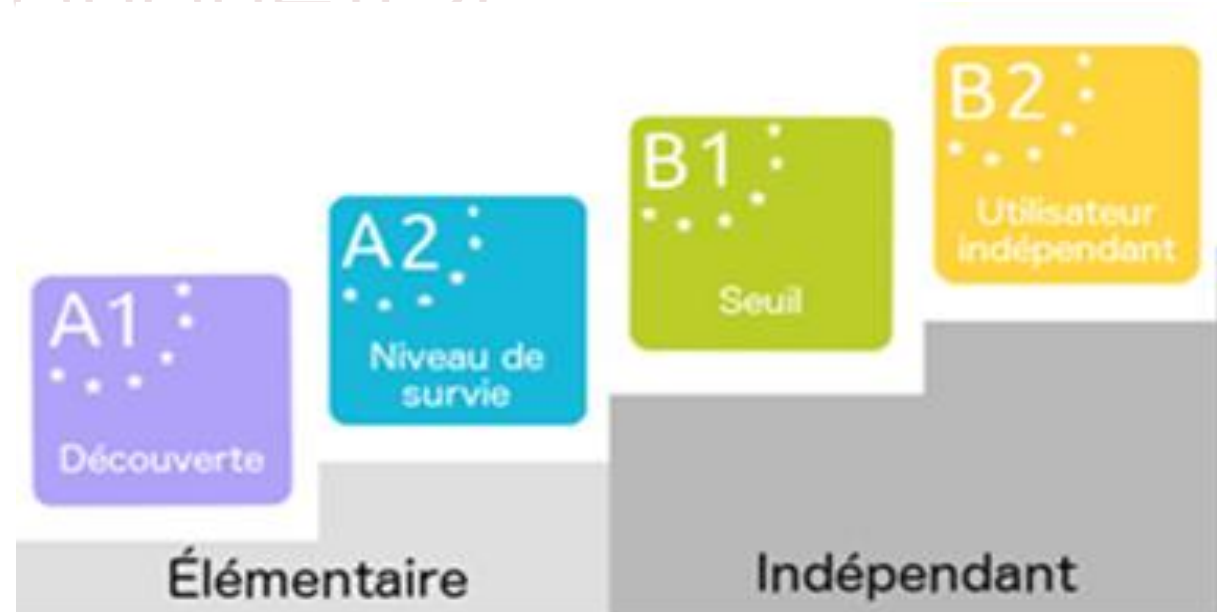 A1
Découverte
A2
Niveau de
survie
B1
Seuil
B2
Utilisateur
indépendant
Élémentaire
Indépendant